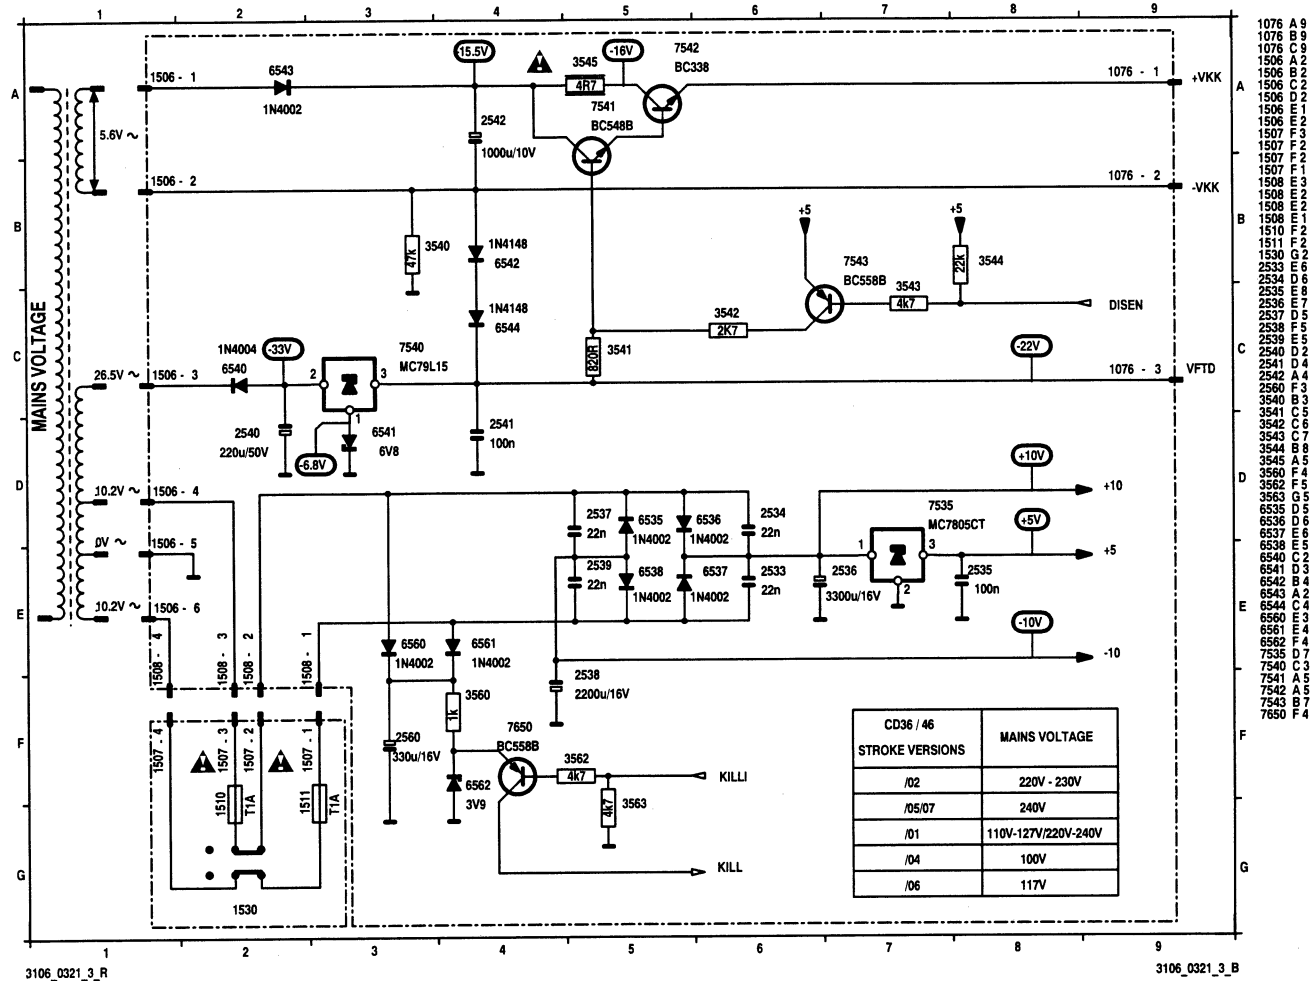 1 2 3 4 5 6 7 8 9
A
B
C
D
E
F
G
MAINS VOLTAGE
5.6V ~
26.5V ~
10.2V ~
0V ~
10.2V ~
1506 - 1
1506 - 2
1506 - 3
1506 - 4
1506 - 5
1506 - 6
6543
1N4002
-15.5V
3545
4R7
-16V
7542
BC338
7541
BC548B
1076 - 1
+VKK
2542
1000u/10V
1076 - 2
-VKK
47k
3540
1N4148
6542
1N4148
6544
+5
7543
BC558B
+5
22k
3544
3543
4k7
DISEN
3542
2K7
820R
3541
-22V
1076 - 3
VFTD
1N4004
6540
-33V
7540
MC79L15
2
3
1
2540
220u/50V
-6.8V
6541
6V8
2541
100n
+10V
+10
2537
22n
6535
1N4002
6536
1N4002
2534
22n
7535
MC7805CT
+5V
1
3
+5
2539
22n
6538
1N4002
6537
1N4002
2533
22n
2536
3300u/16V
2
2535
100n
-10V
-10
1508 - 4
1508 - 3
1508 - 2
1508 - 1
6560
1N4002
6561
1N4002
2538
2200u/16V
1k
3560
2560
330u/16V
7650
BC558B
6562
3V9
3562
4k7
KILLI
4k7
3563
KILL
1507 - 4
1507 - 3
1507 - 2
1507 - 1
1510
T1A
1511
T1A
1530
CD36 / 46
STROKE VERSIONS
MAINS VOLTAGE
/02 220V - 230V
/05/07 240V
/01 110V-127V/220V-240V
/04 100V
/06 117V
A
B
C
D
E
F
G
1 2 3 4 5 6 7 8 9
3106_0321_3_R
3106_0321_3_B
1076 A 9
1076 B 9
1076 C 9
1506 A 2
1506 B 2
1506 C 2
1506 D 2
1506 E 1
1506 E 2
1507 F 3
1507 F 2
1507 F 2
1507 F 1
1508 E 3
1508 E 2
1508 E 2
1508 E 1
1510 F 2
1511 F 2
1530 G 2
2533 E 6
2534 D 6
2535 E 8
2536 E 7
2537 D 5
2538 F 5
2539 E 5
2540 D 2
2541 D 4
2542 A 4
2560 F 3
3540 B 3
3541 C 5
3542 C 6
3543 C 7
3544 B 8
3545 A 5
3560 F 4
3562 F 5
3563 G 5
6535 D 5
6536 D 6
6537 E 6
6538 E 5
6540 C 2
6541 D 3
6542 B 4
6543 A 2
6544 C 4
6560 E 3
6561 E 4
6562 F 4
7535 D 7
7540 C 3
7541 A 5
7542 A 5
7543 B 7
7650 F 4